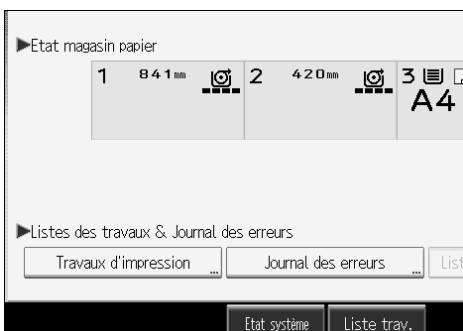 ▶Etat magasin papier
1 841mm 2 420mm 3
A4
▶Listes des travaux & Journal des erreurs
Travaux d'impression ... Journal des erreurs ... List
Etat système Liste trav.